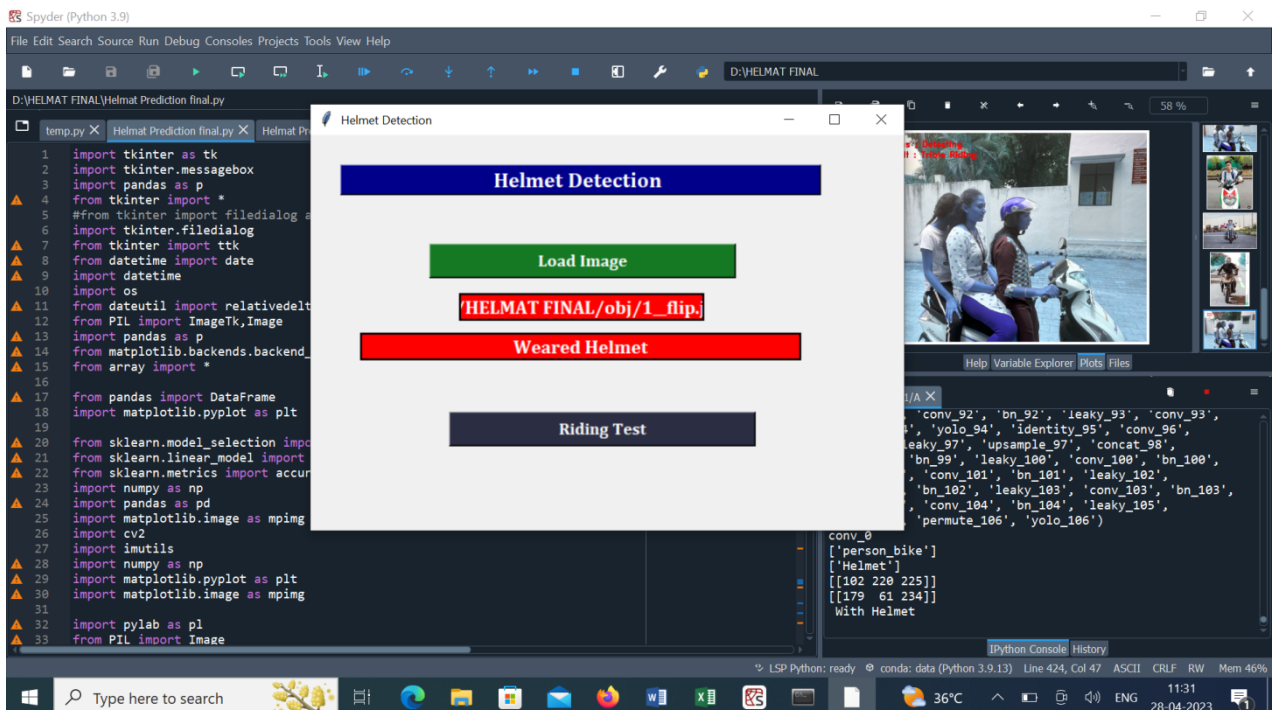 Spyder (Python 3.9)
File Edit Search Source Run Debug Consoles Projects Tools View Help
D:\HELMAT FINAL
D:\HELMAT FINAL\Helmat Prediction final.py
temp.py
Helmat Prediction final.py
Helmat
58 %
1 import tkinter as tk
2 import tkinter.messagebox
3 import pandas as p
4 from tkinter import *
5 #from tkinter import filedialog
6 import tkinter.filedialog
7 from tkinter import ttk
8 from datetime import date
9 import datetime
10 import os
11 from dateutil import relativedelt
12 from PIL import ImageTk,Image
13 import pandas as p
14 from matplotlib.backends.backend_
15 from array import *
16
17 from pandas import DataFrame
18 import matplotlib.pyplot as plt
19
20 from sklearn.model_selection impo
21 from sklearn.linear_model import
22 from sklearn.metrics import accur
23 import numpy as np
24 import pandas as pd
25 import matplotlib.image as mpimg
26 import cv2
27 import imutils
28 import numpy as np
29 import matplotlib.pyplot as plt
30 import matplotlib.image as mpimg
31
32 import pylab as pl
33 from PIL import Image
Helmet Detection
Helmet Detection
Load Image
/HELMAT FINAL/obj/1__flip.j
Weared Helmet
Riding Test
: Detecting
: Triple Riding
Help Variable Explorer Plots Files
1/A
'conv_92', 'bn_92', 'leaky_93', 'conv_93',
', 'yolo_94', 'identity_95', 'conv_96',
leaky_97', 'upsample_97', 'concat_98',
'bn_99', 'leaky_100', 'conv_100', 'bn_100',
'conv_101', 'bn_101', 'leaky_102',
'bn_102', 'leaky_103', 'conv_103', 'bn_103',
'conv_104', 'bn_104', 'leaky_105',
'permute_106', 'yolo_106')
conv_0
['person_bike']
['Helmet']
[[102 220 225]]
[[179 61 234]]
With Helmet
IPython Console History
LSP Python: ready conda: data (Python 3.9.13) Line 424, Col 47 ASCII CRLF RW Mem 46%
Type here to search
36°C
ENG
11:31
28-04-2023